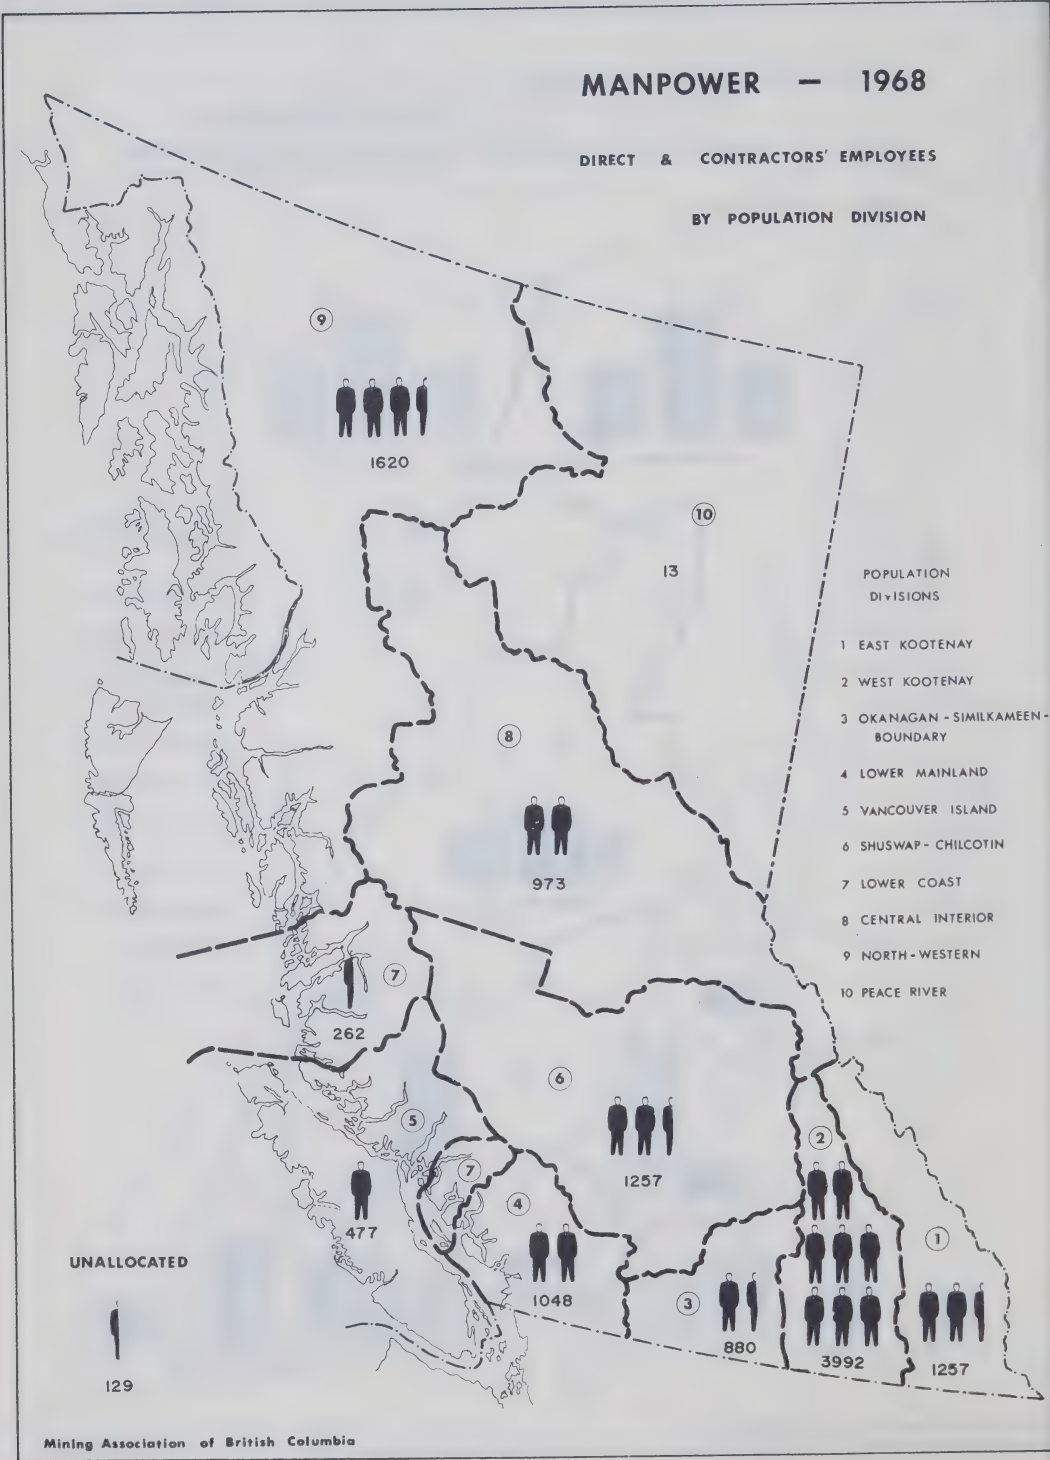 MANPOWER — 1968
DIRECT & CONTRACTORS' EMPLOYEES
BY POPULATION DIVISION
9
1620
10
13
POPULATION
DIVISIONS
1 EAST KOOTENAY
2 WEST KOOTENAY
3 OKANAGAN - SIMILKAMEEN -
BOUNDARY
4 LOWER MAINLAND
5 VANCOUVER ISLAND
6 SHUSWAP - CHILCOTIN
7 LOWER COAST
8 CENTRAL INTERIOR
9 NORTH - WESTERN
10 PEACE RIVER
8
973
7
262
6
1257
5
477
7
4
1048
3
880
2
3992
1
1257
UNALLOCATED
129
Mining Association of British Columbia